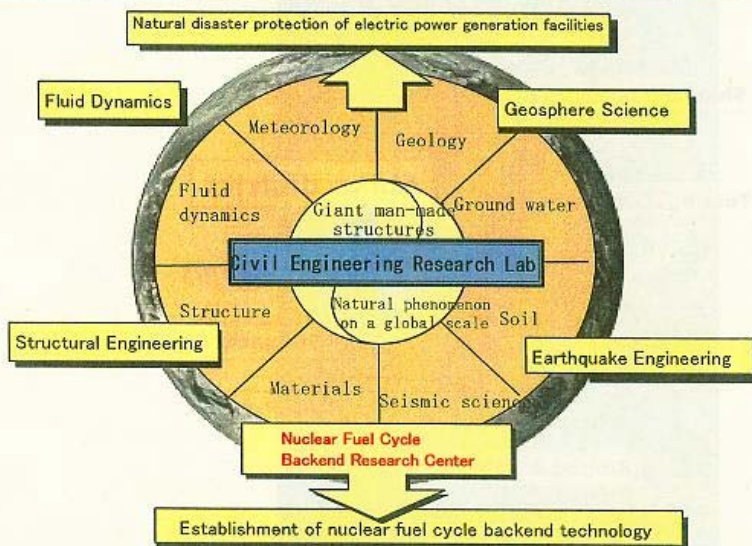 Natural disaster protection of electric power generation facilities
Fluid Dynamics
Geosphere Science
Meteorology
Geology
Fluid
dynamics
Ground water
Giant man-made
structures
Civil Engineering Research Lab
Natural phenomenon
on a global scale
Structure
Soil
Structural Engineering
Earthquake Engineering
Materials
Seismic science
Nuclear Fuel Cycle
Backend Research Center
Establishment of nuclear fuel cycle backend technology